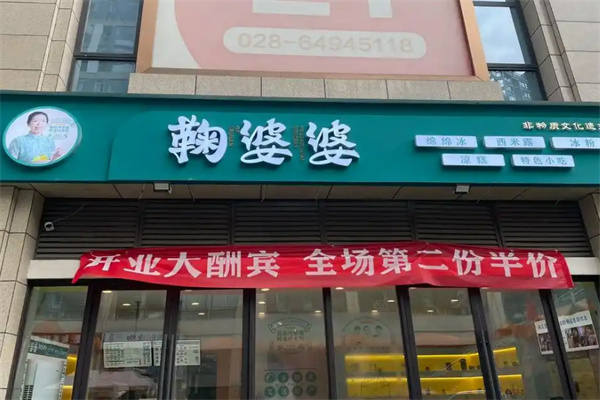 028-64945118
鞠婆婆
非物质文化遗
绵绵冰 西米露 冰粉
凉糕 特色小吃
开业大酬宾 全场第二份半价